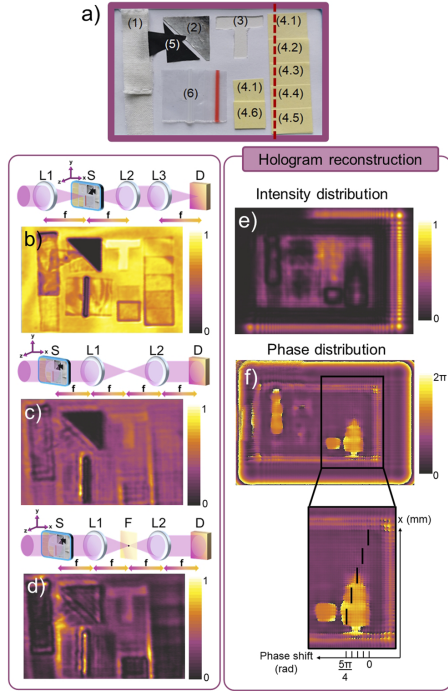 a)
(1)
(2)
(3)
(4.1)
(5)
(4.2)
(4.3)
(6)
(4.1)
(4.4)
(4.6)
(4.5)
L1 S L2 L3 D
y
x
z
f f f
b)
1
0
S L1 L2 D
y
x
z
f f f f
c)
1
0
S L1 F L2 D
y
x
z
f f f f
d)
1
0
Hologram reconstruction
Intensity distribution
e)
1
0
Phase distribution
f)
2π
0
x (mm)
Phase shift
(rad)
5π
4
0